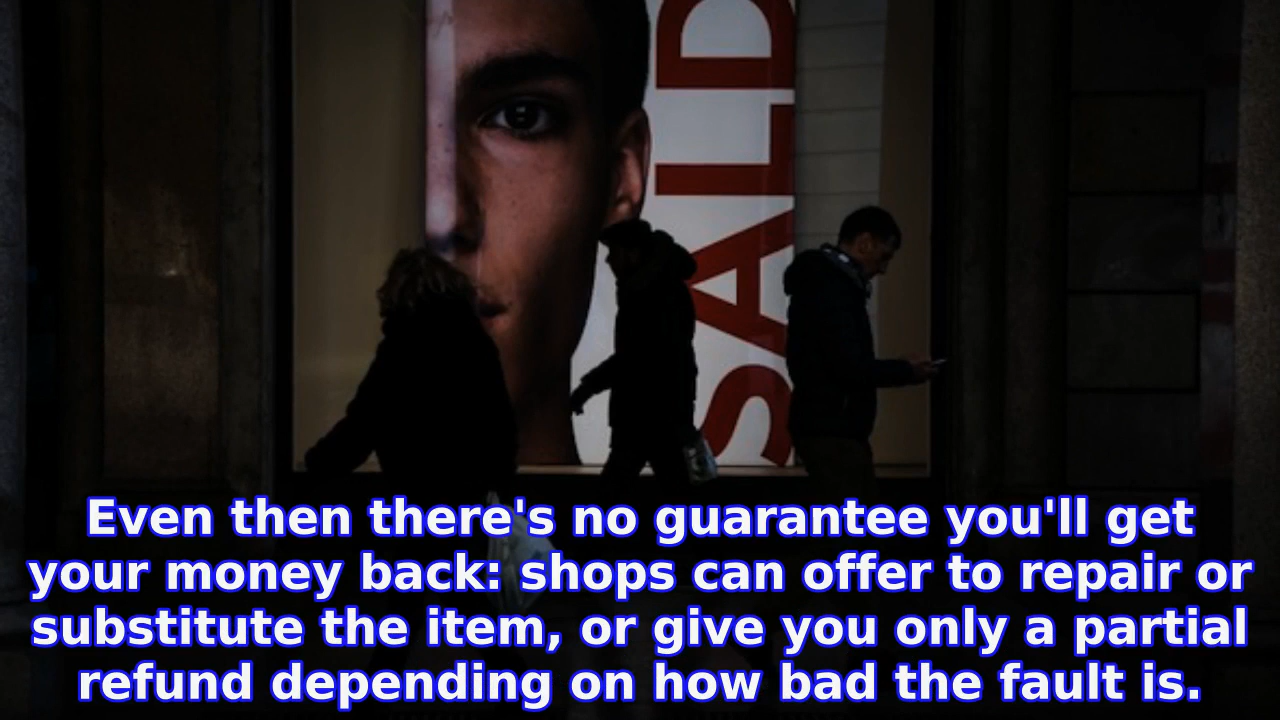 SALD
Even then there's no guarantee you'll get
your money back: shops can offer to repair or
substitute the item, or give you only a partial
refund depending on how bad the fault is.